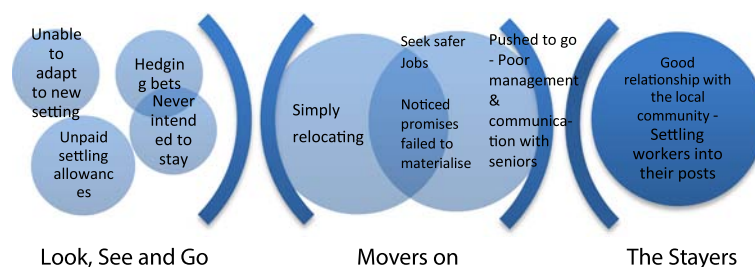 Unable
to
adapt
to new
setting
Hedgin
g bets
Never
intend
ed to
stay
Unpaid
settling
allowanc
es
Simply
relocating
Seek safer
Jobs
Noticed
promises
failed to
materialise
Pushed to go
- Poor
management
&
communica-
tion with
seniors
Good
relationship with
the local
community -
Settling
workers into
their posts
Look, See and Go
Movers on
The Stayers